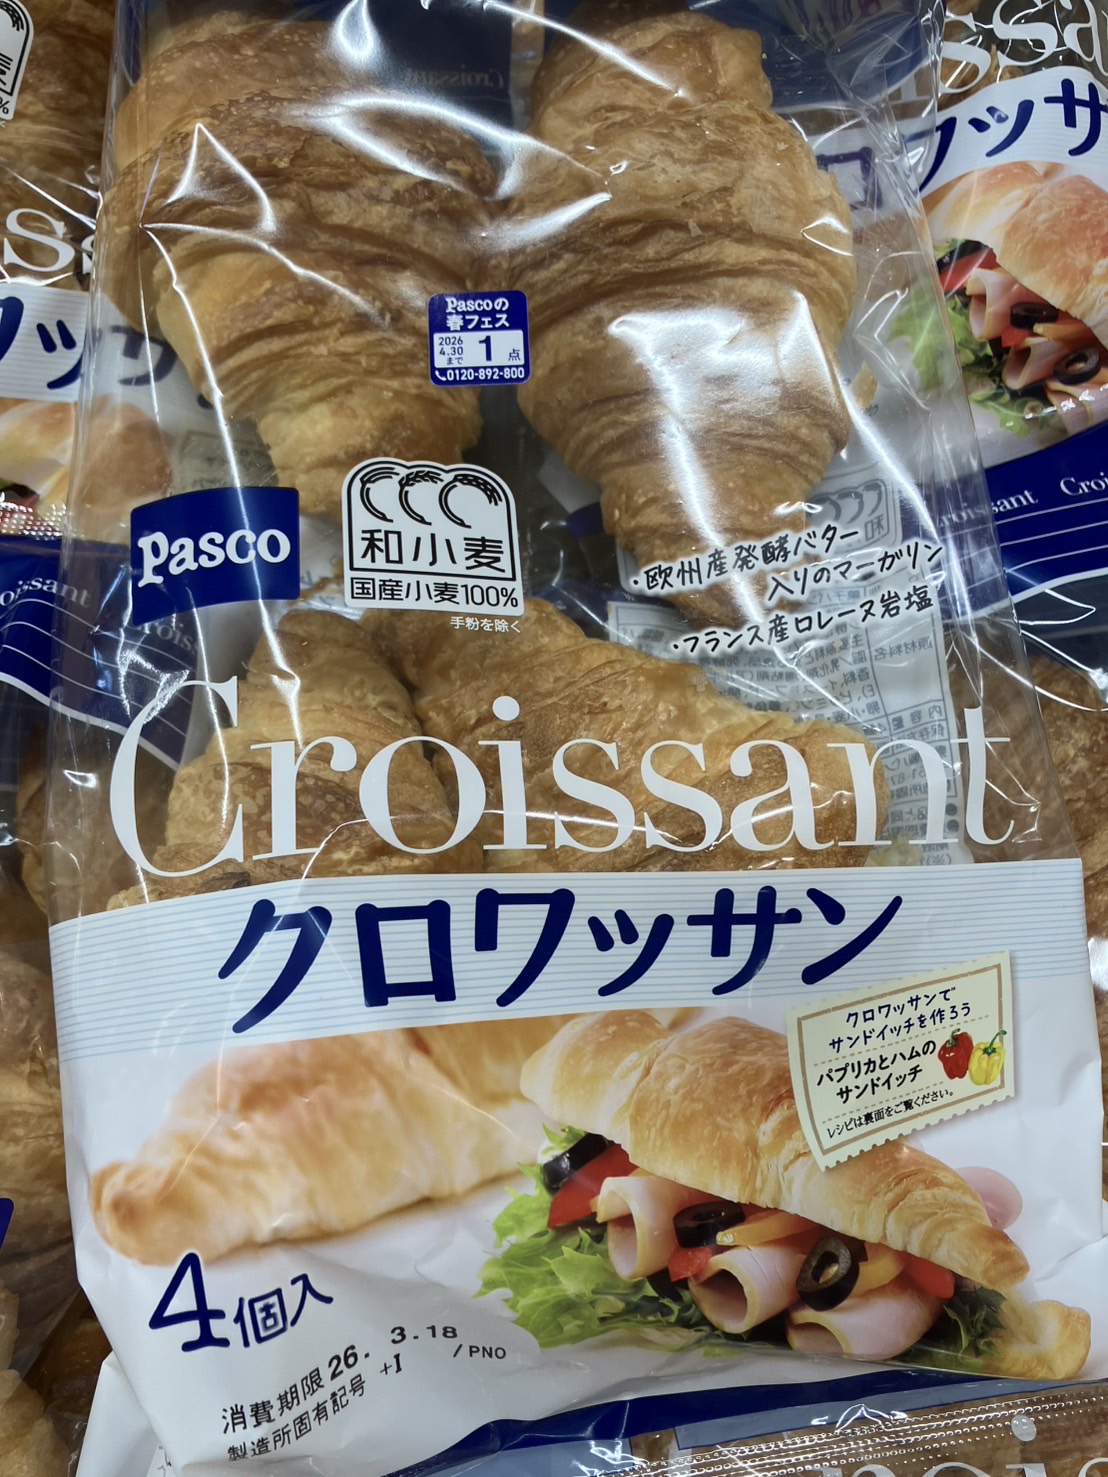 Pascoの
春フェス
2026
4.30
まで
1点
0120-892-800
Pasco
和小麦
国産小麦100%
手粉を除く
・欧州産発酵バター
入りのマーガリン
・フランス産ロレーヌ岩塩
Croissant
クロワッサン
クロワッサンで
サンドイッチを作ろう
パプリカとハムの
サンドイッチ
レシピは裏面をご覧ください。
4個入
消費期限 26. 3.18
製造所固有記号 +I /PNO